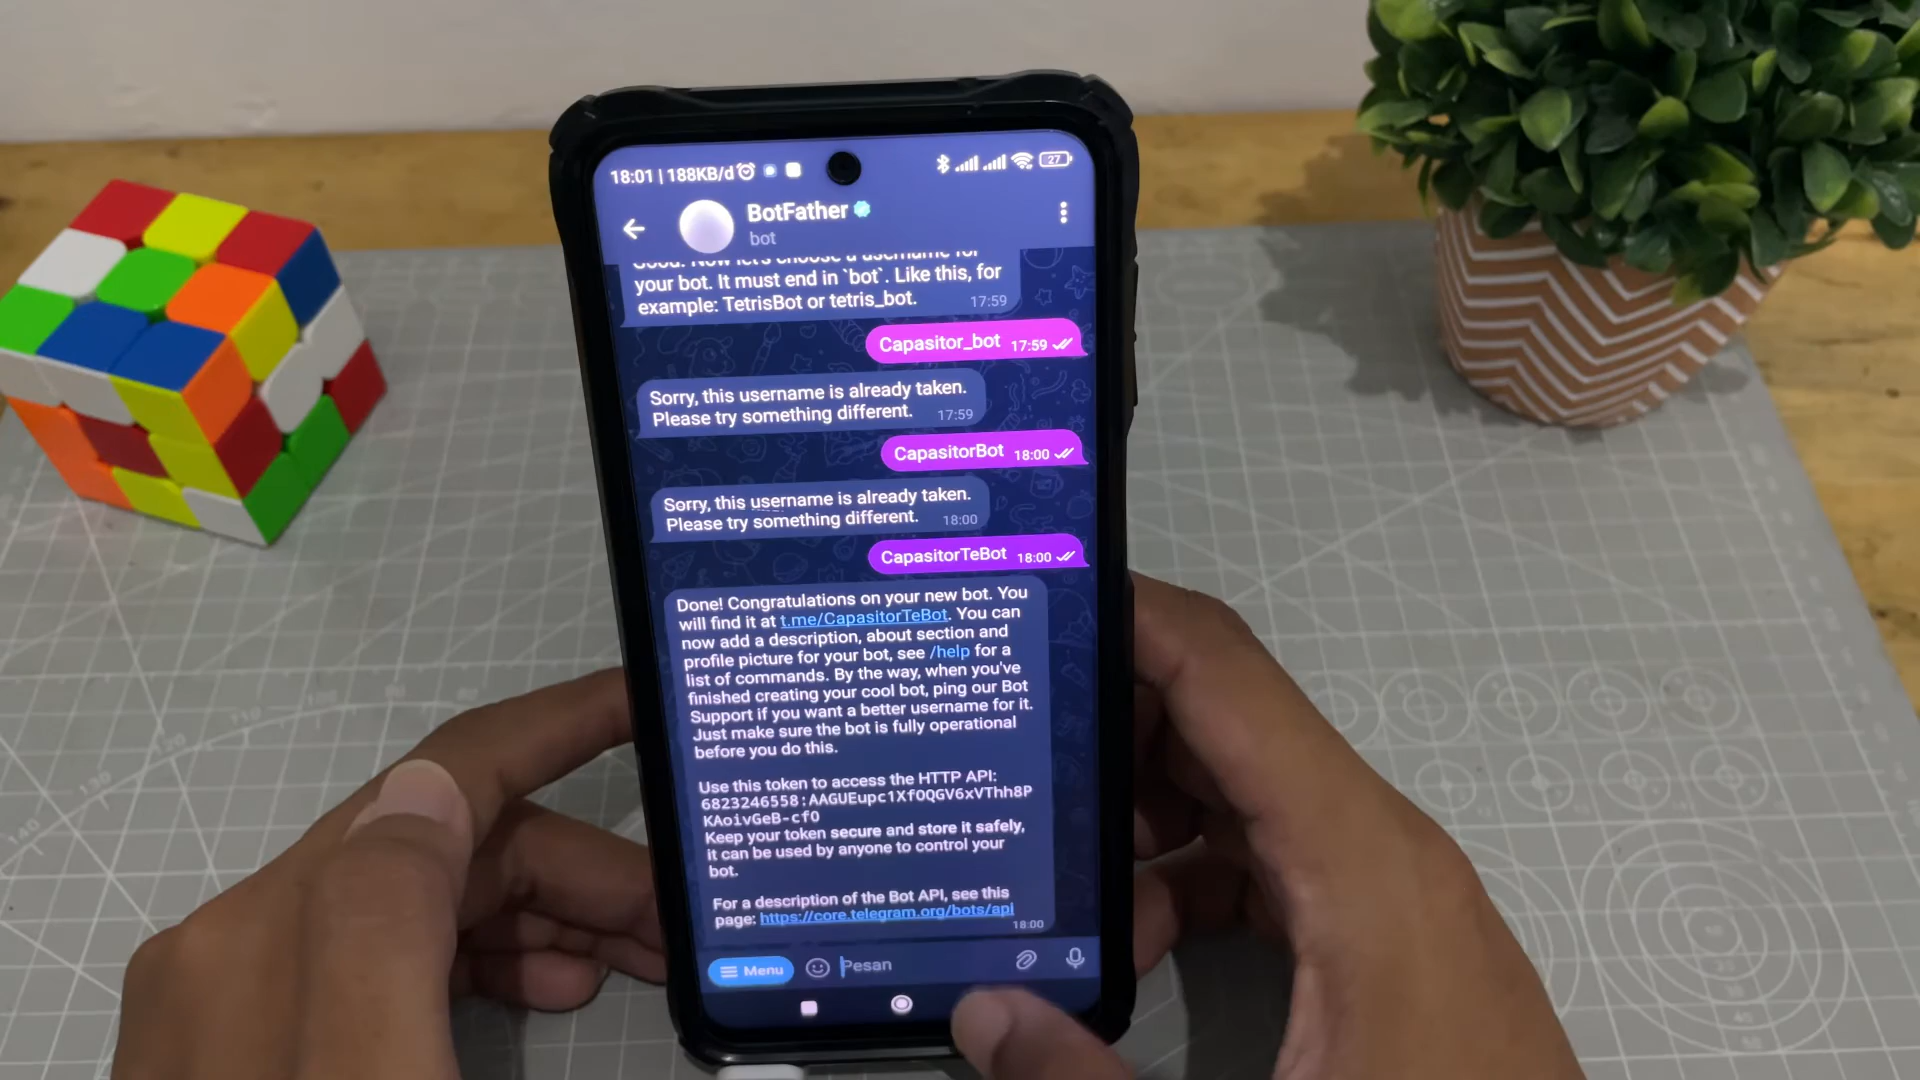 18:01 | 188KB/d
27
BotFather
bot
Good. Now let's choose a username for
your bot. It must end in `bot`. Like this, for
example: TetrisBot or tetris_bot.
17:59
Capasitor_bot 17:59
Sorry, this username is already taken.
Please try something different. 17:59
CapasitorBot 18:00
Sorry, this username is already taken.
Please try something different. 18:00
CapasitorTeBot 18:00
Done! Congratulations on your new bot. You
will find it at t.me/CapasitorTeBot. You can
now add a description, about section and
profile picture for your bot, see /help for a
list of commands. By the way, when you've
finished creating your cool bot, ping our Bot
Support if you want a better username for it.
Just make sure the bot is fully operational
before you do this.
Use this token to access the HTTP API:
6823246558:AAGUEupc1XfOQGV6xVThh8P
KAoivGeB-cf0
Keep your token secure and store it safely,
it can be used by anyone to control your
bot.
For a description of the Bot API, see this
page: https://core.telegram.org/bots/api
18:00
Menu
Pesan